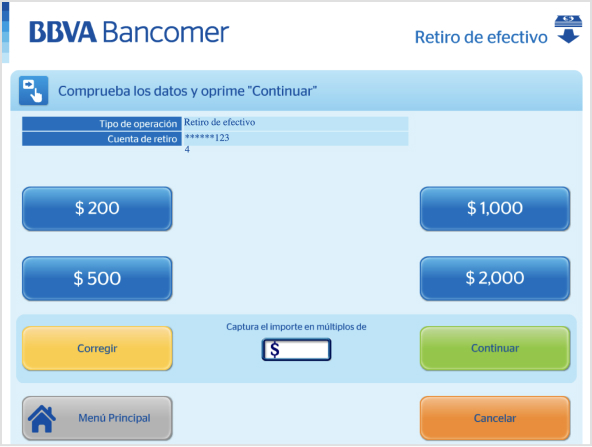 BBVA Bancomer
Retiro de efectivo
Comprueba los datos y oprime "Continuar"
Tipo de operación Retiro de efectivo
Cuenta de retiro ******123
4
$ 200 $ 1,000
$ 500 $ 2,000
Captura el importe en múltiplos de
Corregir $ Continuar
Menú Principal Cancelar